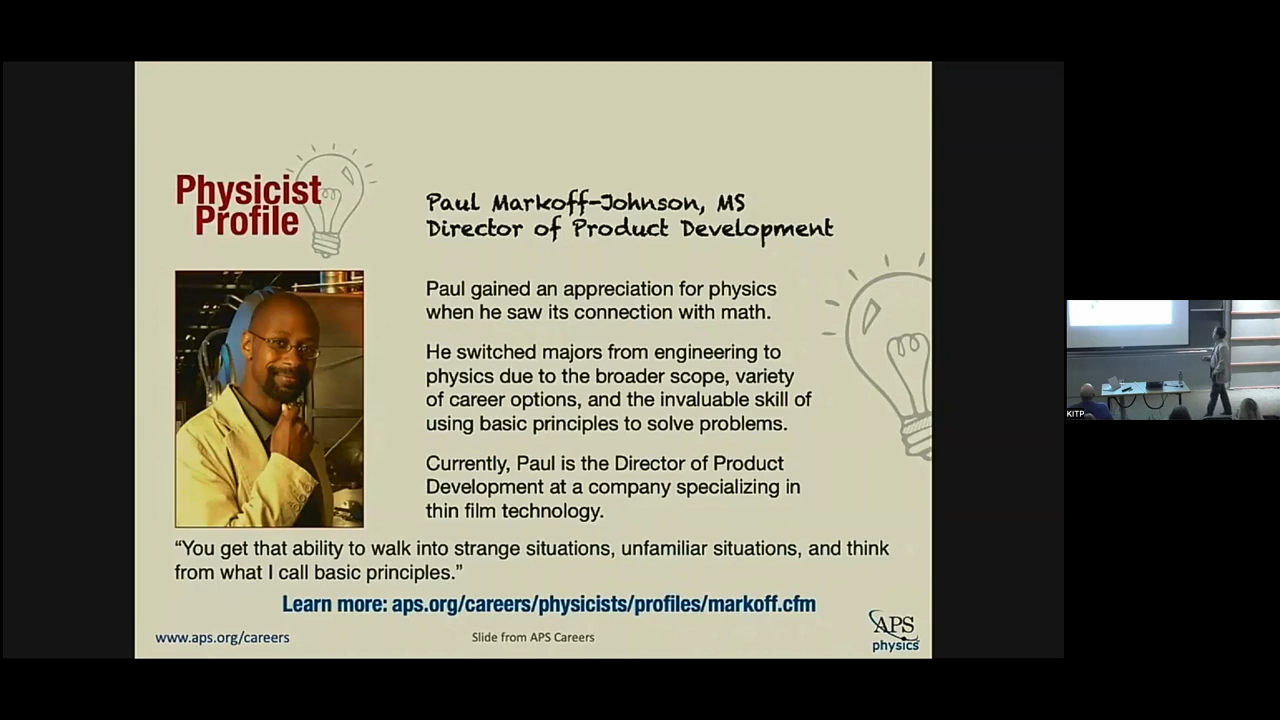 Physicist
Profile
Paul Markoff-Johnson, MS
Director of Product Development
Paul gained an appreciation for physics
when he saw its connection with math.
He switched majors from engineering to
physics due to the broader scope, variety
of career options, and the invaluable skill of
using basic principles to solve problems.
Currently, Paul is the Director of Product
Development at a company specializing in
thin film technology.
“You get that ability to walk into strange situations, unfamiliar situations, and think
from what I call basic principles.”
Learn more: aps.org/careers/physicists/profiles/markoff.cfm
www.aps.org/careers
Slide from APS Careers
APS
physics
KITP